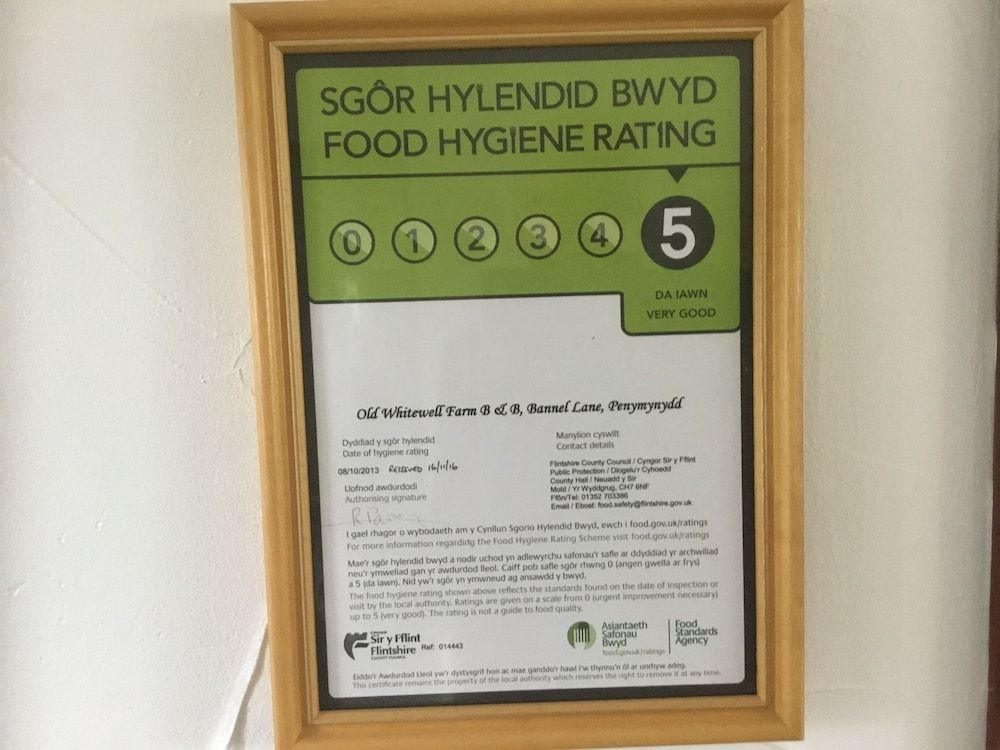 SGÔR HYLENDID BWYD
FOOD HYGIENE RATING
0 1 2 3 4 5
DA IAWN
VERY GOOD
Old Whitewell Farm B & B, Bannel Lane, Penymynydd
Dyddiad y sgôr hylendid
Date of hygiene rating
08/10/2013 REISSUED 16/11/16
Llofnod awdurdodi
Authorising signature
Manylion cyswllt
Contact details
Flintshire County Council / Cyngor Sir y Fflint
Public Protection / Diogelu'r Cyhoedd
County Hall / Neuadd y Sir
Mold / Yr Wyddgrug, CH7 6NF
Ffôn/Tel: 01352 703386
Email / Ebost: food.safety@flintshire.gov.uk
I gael rhagor o wybodaeth am y Cynllun Sgorio Hylendid Bwyd, ewch i food.gov.uk/ratings
For more information regarding the Food Hygiene Rating Scheme visit food.gov.uk/ratings
Mae'r sgôr hylendid bwyd a nodir uchod yn adlewyrchu safonau'r safle ar ddyddiad yr archwiliad
neu'r ymweliad gan yr awdurdod lleol. Caiff pob safle sgôr rhwng 0 (angen gwella ar frys)
a 5 (da iawn). Nid yw'r sgôr yn ymwneud ag ansawdd y bwyd.
The food hygiene rating shown above reflects the standards found on the date of inspection or
visit by the local authority. Ratings are given on a scale from 0 (urgent improvement necessary)
up to 5 (very good). The rating is not a guide to food quality.
CYNGOR
Sir y Fflint
Flintshire
COUNTY COUNCIL
Ref: 014443
Asiantaeth
Safonau
Bwyd
food.gov.uk/ratings
Food
Standards
Agency
Eiddo'r Awdurdod Lleol yw'r dystysgrif hon ac mae ganddo'r hawl i'w thynnu'n ôl ar unrhyw adeg.
This certificate remains the property of the local authority which reserves the right to remove it at any time.